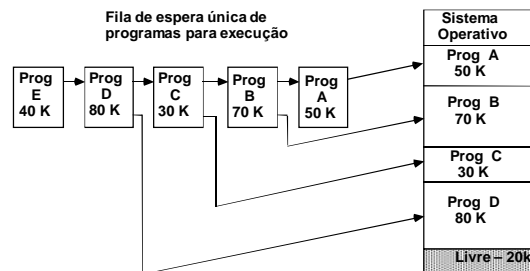 Fila de espera única de
programas para execução
Prog
E
40 K
Prog
D
80 K
Prog
C
30 K
Prog
B
70 K
Prog
A
50 K
Sistema
Operativo
Prog A
50 K
Prog B
70 K
Prog C
30 K
Prog D
80 K
Livre – 20k